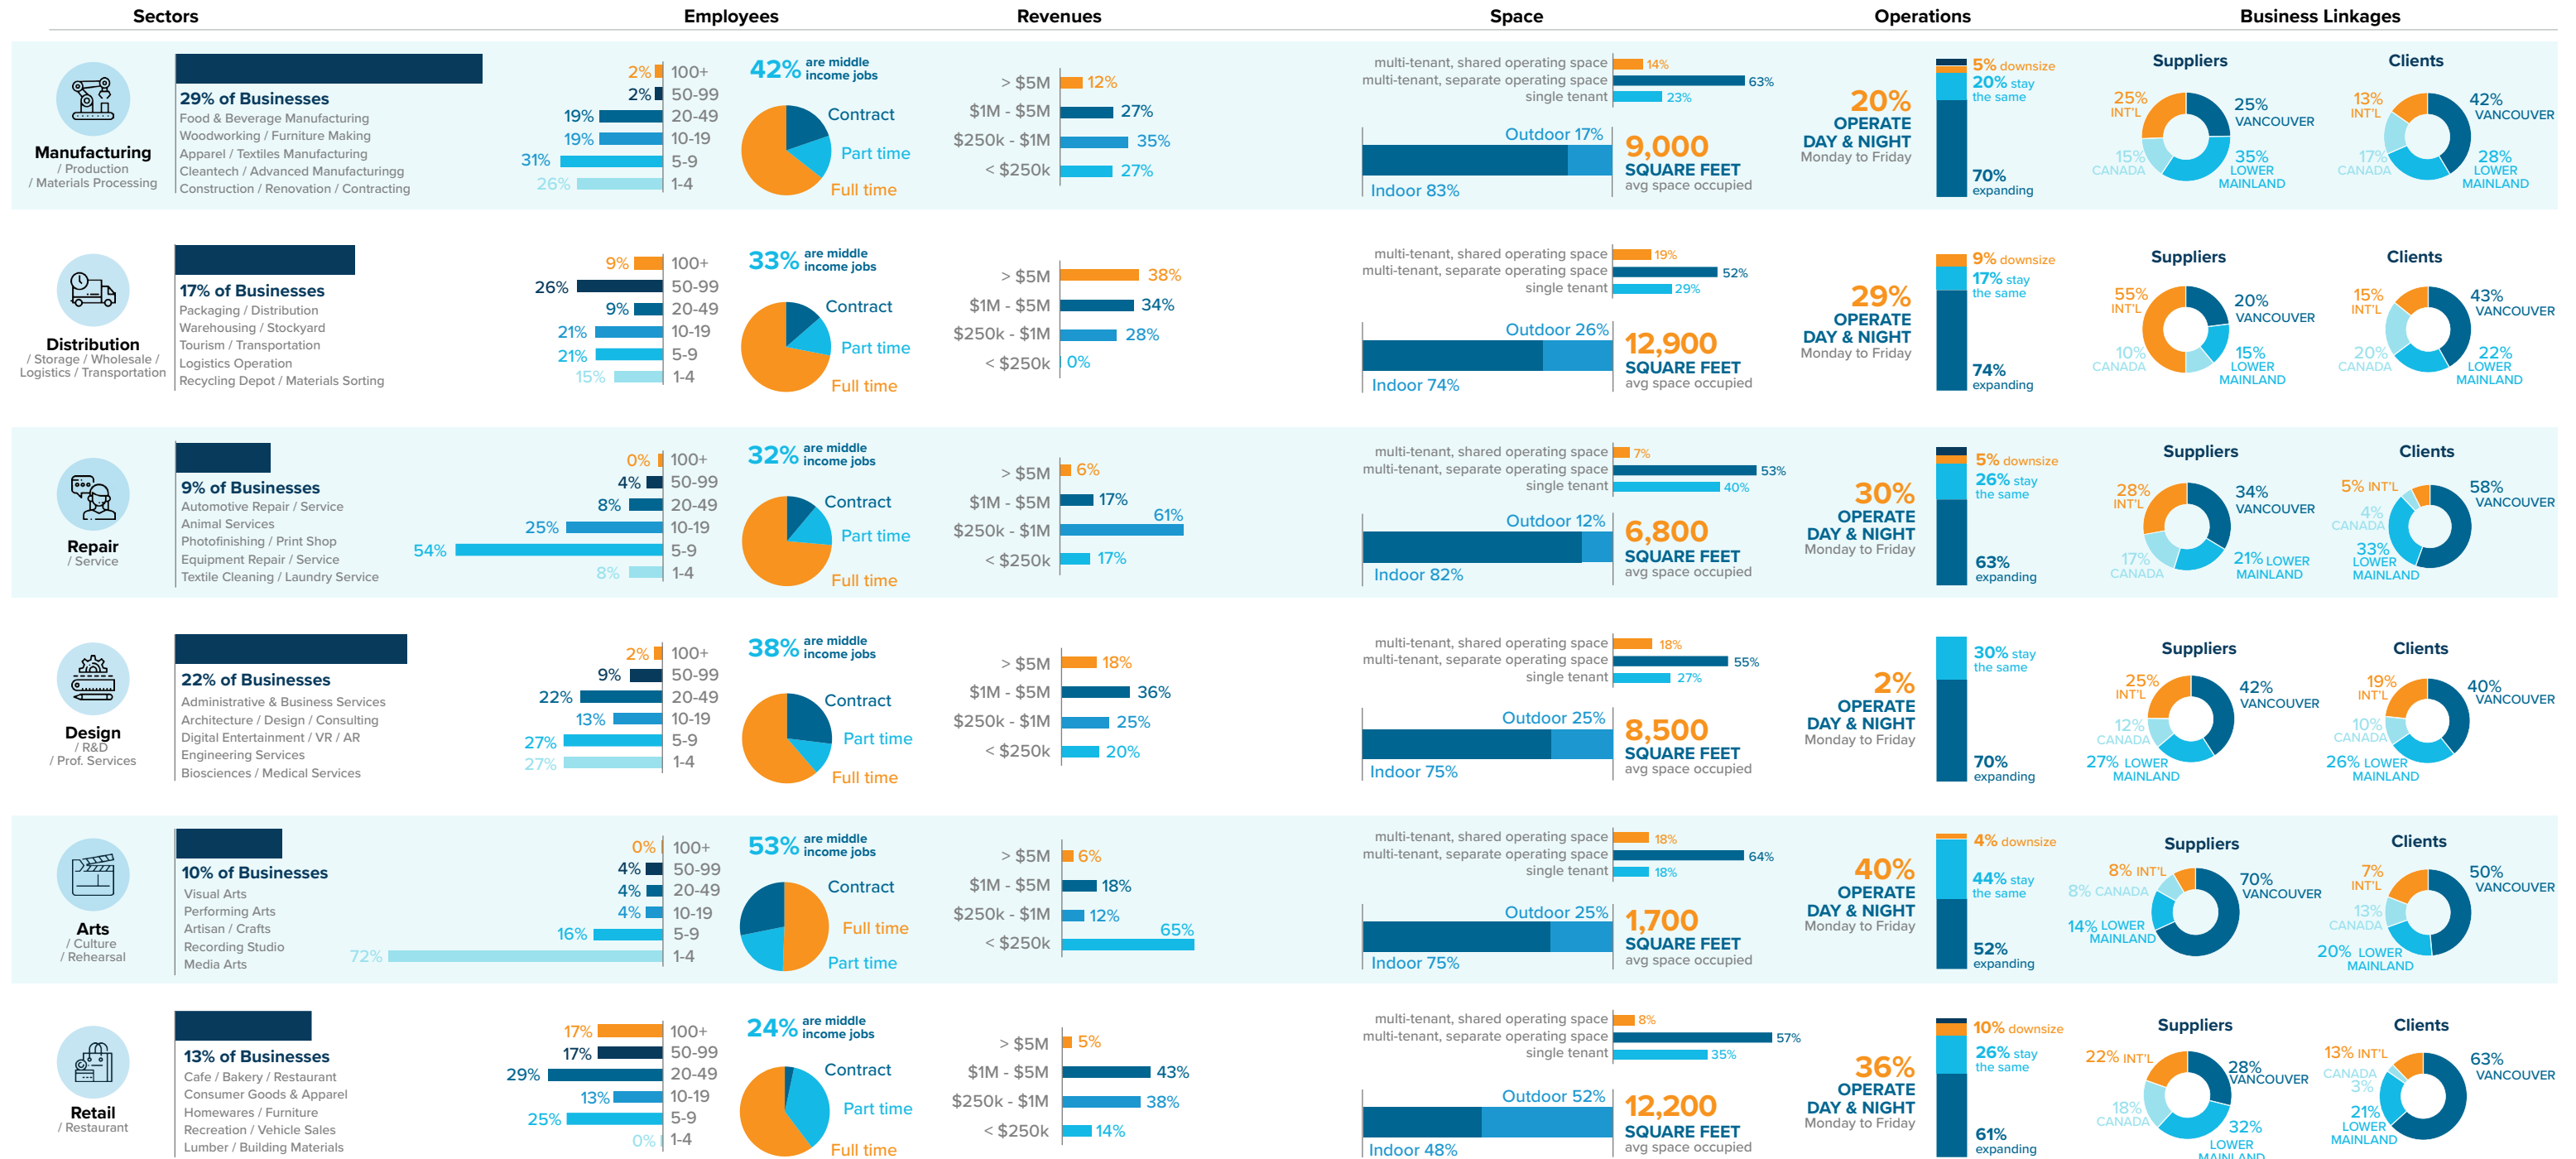 Sectors Employees Revenues Space Operations Business Linkages
Manufacturing
/ Production
/ Materials Processing
29% of Businesses
Food & Beverage Manufacturing
Woodworking / Furniture Making
Apparel / Textiles Manufacturing
Cleantech / Advanced Manufacturingg
Construction / Renovation / Contracting
2% 100+
2% 50-99
19% 20-49
19% 10-19
31% 5-9
26% 1-4
42% are middle
income jobs
Contract
Part time
Full time
> $5M 12%
$1M - $5M 27%
$250k - $1M 35%
< $250k 27%
multi-tenant, shared operating space 14%
multi-tenant, separate operating space 63%
single tenant 23%
Outdoor 17%
Indoor 83%
9,000
SQUARE FEET
avg space occupied
20%
OPERATE
DAY & NIGHT
Monday to Friday
5% downsize
20% stay
the same
70%
expanding
Suppliers
25%
INT'L
25%
VANCOUVER
15%
CANADA
35%
LOWER
MAINLAND
Clients
13%
INT'L
42%
VANCOUVER
17%
CANADA
28%
LOWER
MAINLAND
Distribution
/ Storage / Wholesale /
Logistics / Transportation
17% of Businesses
Packaging / Distribution
Warehousing / Stockyard
Tourism / Transportation
Logistics Operation
Recycling Depot / Materials Sorting
9% 100+
26% 50-99
9% 20-49
21% 10-19
21% 5-9
15% 1-4
33% are middle
income jobs
Contract
Part time
Full time
> $5M 38%
$1M - $5M 34%
$250k - $1M 28%
< $250k 0%
multi-tenant, shared operating space 19%
multi-tenant, separate operating space 52%
single tenant 29%
Outdoor 26%
Indoor 74%
12,900
SQUARE FEET
avg space occupied
29%
OPERATE
DAY & NIGHT
Monday to Friday
9% downsize
17% stay
the same
74%
expanding
Suppliers
55%
INT'L
20%
VANCOUVER
10%
CANADA
15%
LOWER
MAINLAND
Clients
15%
INT'L
43%
VANCOUVER
20%
CANADA
22%
LOWER
MAINLAND
Repair
/ Service
9% of Businesses
Automotive Repair / Service
Animal Services
Photofinishing / Print Shop
Equipment Repair / Service
Textile Cleaning / Laundry Service
0% 100+
4% 50-99
8% 20-49
25% 10-19
54% 5-9
8% 1-4
32% are middle
income jobs
Contract
Part time
Full time
> $5M 6%
$1M - $5M 17%
$250k - $1M 61%
< $250k 17%
multi-tenant, shared operating space 7%
multi-tenant, separate operating space 53%
single tenant 40%
Outdoor 12%
Indoor 82%
6,800
SQUARE FEET
avg space occupied
30%
OPERATE
DAY & NIGHT
Monday to Friday
5% downsize
26% stay
the same
63%
expanding
Suppliers
28%
INT'L
34%
VANCOUVER
17%
CANADA
21% LOWER
MAINLAND
Clients
5% INT'L
58%
VANCOUVER
4%
CANADA
33%
LOWER
MAINLAND
Design
/ R&D
/ Prof. Services
22% of Businesses
Administrative & Business Services
Architecture / Design / Consulting
Digital Entertainment / VR / AR
Engineering Services
Biosciences / Medical Services
2% 100+
9% 50-99
22% 20-49
13% 10-19
27% 5-9
27% 1-4
38% are middle
income jobs
Contract
Part time
Full time
> $5M 18%
$1M - $5M 36%
$250k - $1M 25%
< $250k 20%
multi-tenant, shared operating space 18%
multi-tenant, separate operating space 55%
single tenant 27%
Outdoor 25%
Indoor 75%
8,500
SQUARE FEET
avg space occupied
2%
OPERATE
DAY & NIGHT
Monday to Friday
30% stay
the same
70%
expanding
Suppliers
25%
INT'L
42%
VANCOUVER
12%
CANADA
27% LOWER
MAINLAND
Clients
19%
INT'L
40%
VANCOUVER
10%
CANADA
26% LOWER
MAINLAND
Arts
/ Culture
/ Rehearsal
10% of Businesses
Visual Arts
Performing Arts
Artisan / Crafts
Recording Studio
Media Arts
0% 100+
4% 50-99
4% 20-49
4% 10-19
16% 5-9
72% 1-4
53% are middle
income jobs
Contract
Full time
Part time
> $5M 6%
$1M - $5M 18%
$250k - $1M 12%
< $250k 65%
multi-tenant, shared operating space 18%
multi-tenant, separate operating space 64%
single tenant 18%
Outdoor 25%
Indoor 75%
1,700
SQUARE FEET
avg space occupied
40%
OPERATE
DAY & NIGHT
Monday to Friday
4% downsize
44% stay
the same
52%
expanding
Suppliers
8% INT'L
70%
VANCOUVER
8% CANADA
14% LOWER
MAINLAND
Clients
7%
INT'L
50%
VANCOUVER
13%
CANADA
20% LOWER
MAINLAND
Retail
/ Restaurant
13% of Businesses
Cafe / Bakery / Restaurant
Consumer Goods & Apparel
Homewares / Furniture
Recreation / Vehicle Sales
Lumber / Building Materials
17% 100+
17% 50-99
29% 20-49
13% 10-19
25% 5-9
0% 1-4
24% are middle
income jobs
Contract
Part time
Full time
> $5M 5%
$1M - $5M 43%
$250k - $1M 38%
< $250k 14%
multi-tenant, shared operating space 8%
multi-tenant, separate operating space 57%
single tenant 35%
Outdoor 52%
Indoor 48%
12,200
SQUARE FEET
avg space occupied
36%
OPERATE
DAY & NIGHT
Monday to Friday
10% downsize
26% stay
the same
61%
expanding
Suppliers
22% INT'L
28%
VANCOUVER
18%
CANADA
32%
LOWER
MAINLAND
Clients
13% INT'L
63%
VANCOUVER
CANADA
3%
21%
LOWER
MAINLAND